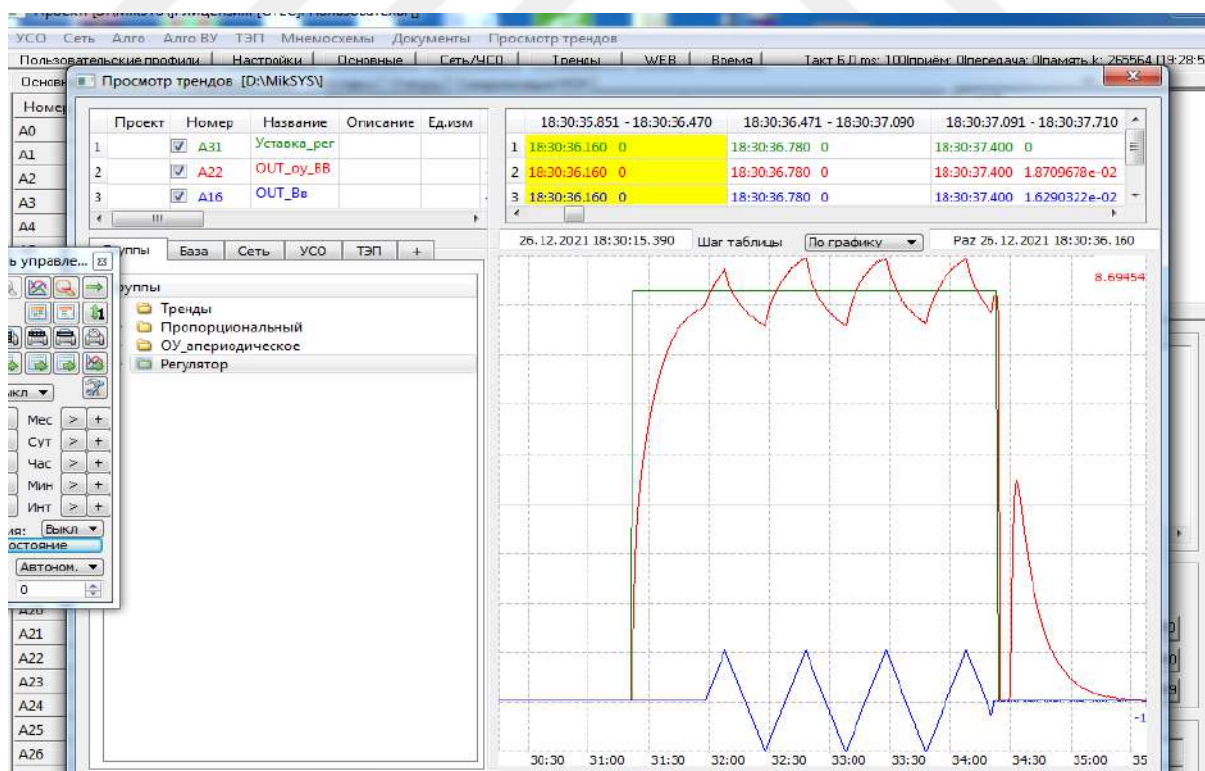 УСО Сеть Алго Алго ВУ ТЭП Мнемосхемы Документы Просмотр трендов
Пользовательские профили Настройки Основные Сеть/УСО Тренды WEB Время
Просмотр трендов [D:\MikSYS\]
Номер
A0
A1
A2
A3
A4
Проект Номер Название Описание Ед.изм
1 A31 Уставка_рег
2 A22 OUT_оу_ВВ
3 A16 OUT_Вв
18:30:35.851 - 18:30:36.470 18:30:36.471 - 18:30:37.090 18:30:37.091 - 18:30:37.710
1 18:30:36.160 0 18:30:36.780 0 18:30:37.400 0
2 18:30:36.160 0 18:30:36.780 0 18:30:37.400 1.8709678e-02
3 18:30:36.160 0 18:30:36.780 0 18:30:37.400 1.6290322e-02
База Сеть УСО ТЭП +
26.12.2021 18:30:15.390 Шаг таблицы По графику Paz 26.12.2021 18:30:36.160
Тренды
Пропорциональный
ОУ_апериодическое
Регулятор
Мес > +
Сут > +
Час > +
Мин > +
Инт > +
Выкл
Автоном.
0
A21
A22
A23
A24
A25
A26
8.69454
-1
30:30 31:00 31:30 32:00 32:30 33:00 33:30 34:00 34:30 35:00 35